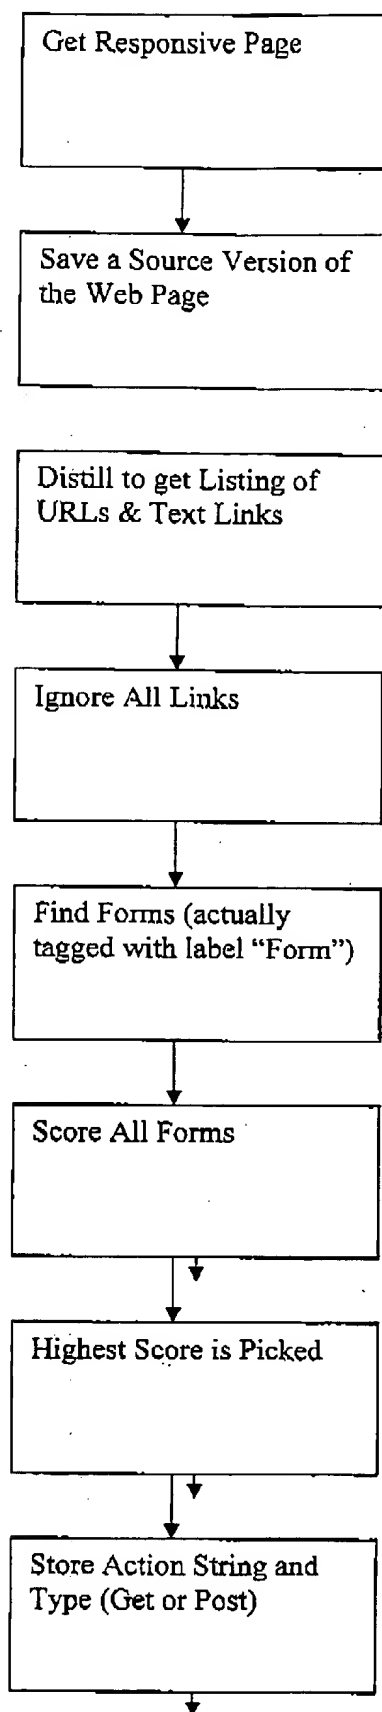 Get Responsive Page
Save a Source Version of
the Web Page
Distill to get Listing of
URLs & Text Links
Ignore All Links
Find Forms (actually
tagged with label “Form”)
Score All Forms
Highest Score is Picked
Store Action String and
Type (Get or Post)